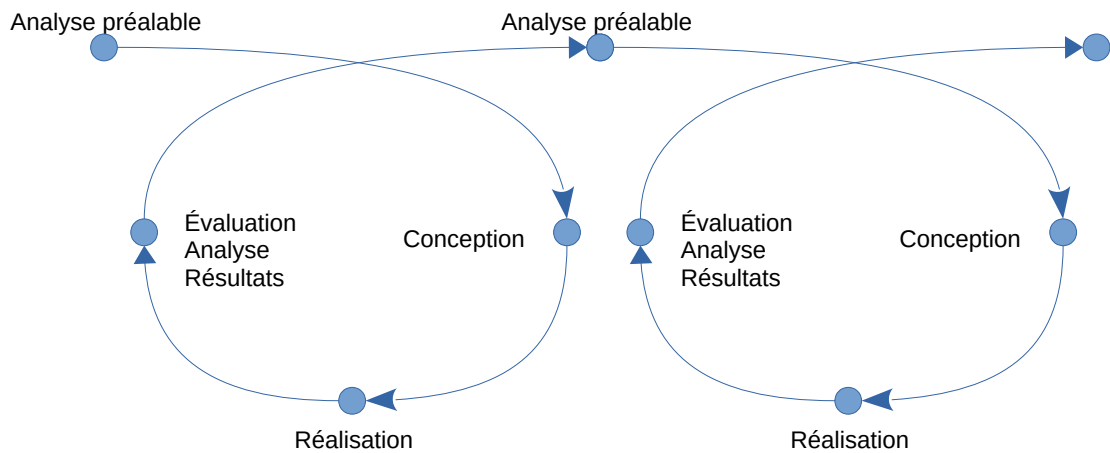 Analyse préalable
Analyse préalable
Évaluation
Analyse
Résultats
Conception
Évaluation
Analyse
Résultats
Conception
Réalisation
Réalisation